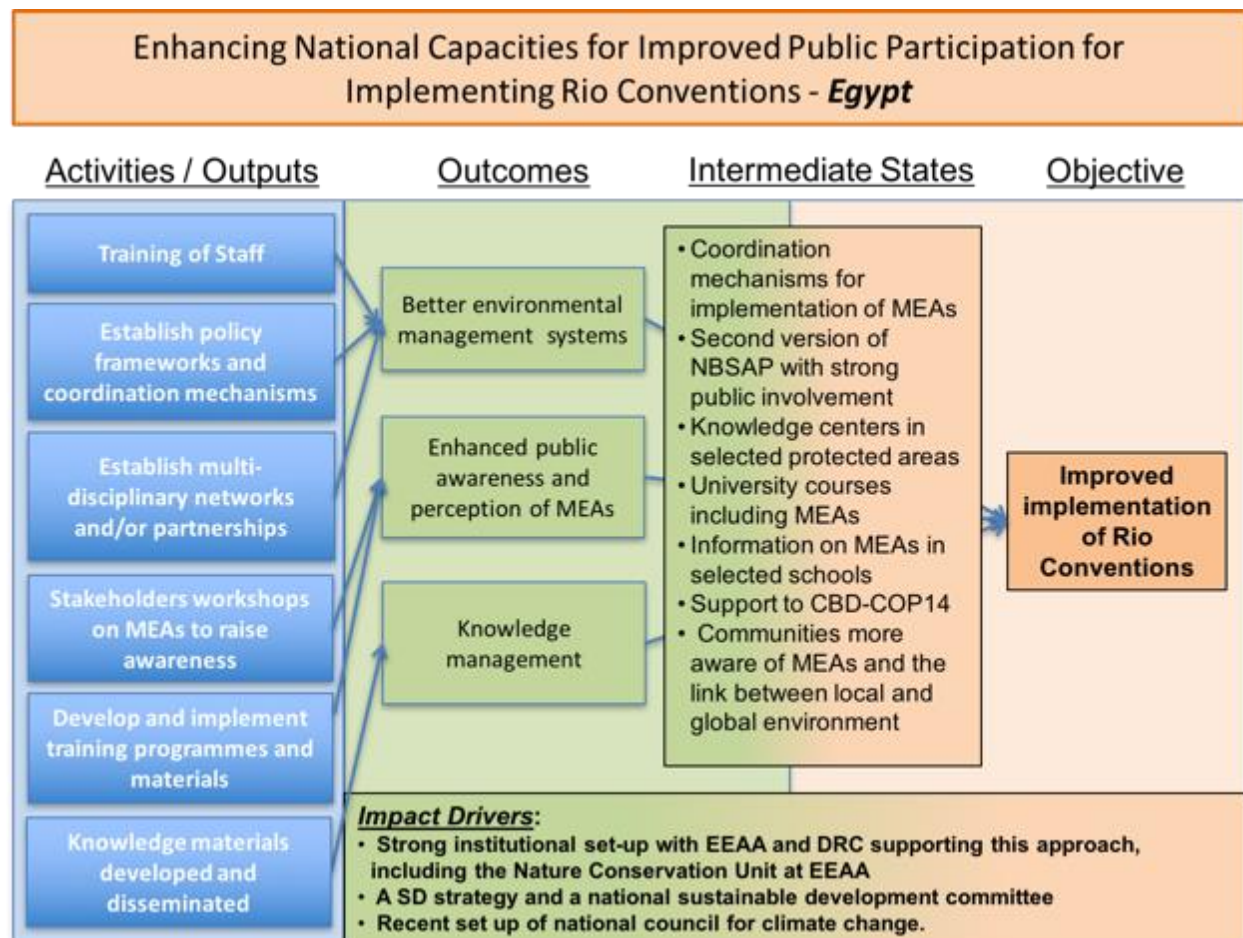 Enhancing National Capacities for Improved Public Participation for
Implementing Rio Conventions - Egypt
Activities / Outputs
Outcomes
Intermediate States
Objective
Training of Staff
Establish policy
frameworks and
coordination mechanisms
Establish multi-
disciplinary networks
and/or partnerships
Stakeholders workshops
on MEAs to raise
awareness
Develop and implement
training programmes and
materials
Knowledge materials
developed and
disseminated
Better environmental
management systems
Enhanced public
awareness and
perception of MEAs
Knowledge
management
• Coordination
mechanisms for
implementation of MEAs
• Second version of
NBSAP with strong
public involvement
• Knowledge centers in
selected protected areas
• University courses
including MEAs
• Information on MEAs in
selected schools
• Support to CBD-COP14
• Communities more
aware of MEAs and the
link between local and
global environment
Improved
implementation
of Rio
Conventions
Impact Drivers:
• Strong institutional set-up with EEAA and DRC supporting this approach,
including the Nature Conservation Unit at EEAA
• A SD strategy and a national sustainable development committee
• Recent set up of national council for climate change.